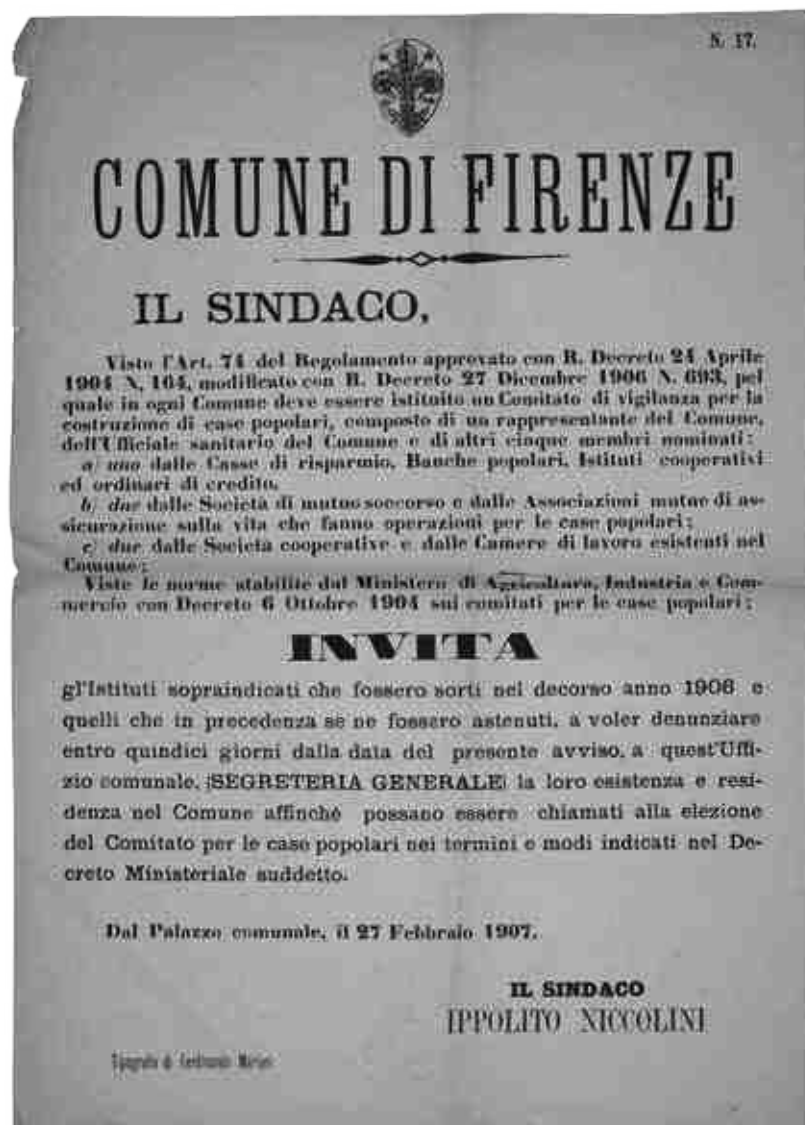 N. 17.
COMUNE DI FIRENZE
IL SINDACO,
Visto l'Art. 74 del Regolamento approvato con R. Decreto 24 Aprile
1904 N. 164, modificato con R. Decreto 27 Dicembre 1906 N. 693, pel
quale in ogni Comune deve essere istituito un Comitato di vigilanza per la
costruzione di case popolari, composto di un rappresentante del Comune,
dell'Ufficiale sanitario del Comune e di altri cinque membri nominati:
a) uno dalle Casse di risparmio, Banche popolari, Istituti cooperativi
ed ordinari di credito.
b) due dalle Società di mutuo soccorso e dalle Associazioni mutue di as-
sicurazione sulla vita che fanno operazioni per le case popolari;
c) due dalle Società cooperative e dalle Camere di lavoro esistenti nel
Comune;
Viste le norme stabilite dal Ministero di Agricoltura, Industria e Com-
mercio con Decreto 6 Ottobre 1904 sui comitati per le case popolari;
INVITA
gl'Istituti sopraindicati che fossero sorti nel decorso anno 1906 e
quelli che in precedenza se ne fossero astenuti, a voler denunziare
entro quindici giorni dalla data del presente avviso, a quest'Uffi-
zio comunale, (SEGRETERIA GENERALE) la loro esistenza e resi-
denza nel Comune affinchè possano essere chiamati alla elezione
del Comitato per le case popolari nei termini e modi indicati nel De-
creto Ministeriale suddetto.
Dal Palazzo comunale, il 27 Febbraio 1907.
IL SINDACO
IPPOLITO NICCOLINI
Tipografia di Ferdinando